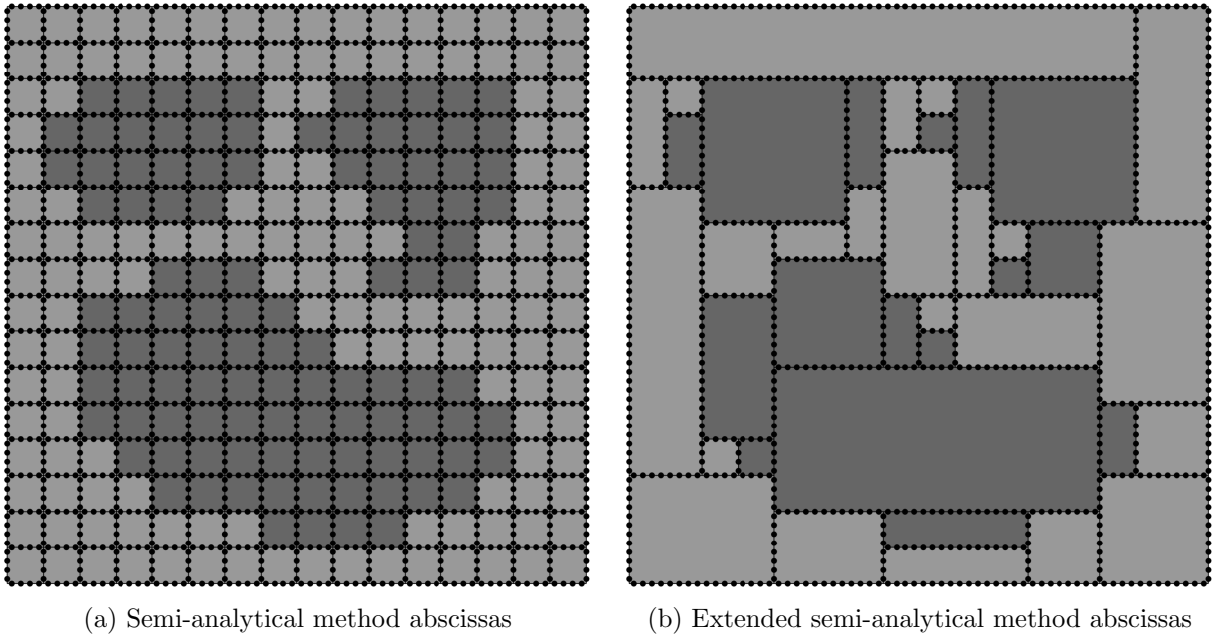 (a) Semi-analytical method abscissas
(b) Extended semi-analytical method abscissas